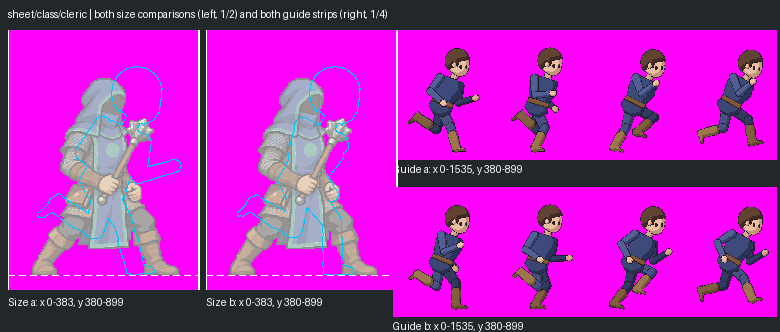 sheet/class/cleric | both size comparisons (left, 1/2) and both guide strips (right, 1/4)
Guide a: x 0-1535, y 380-899
Size a: x 0-383, y 380-899
Size b: x 0-383, y 380-899
Guide b: x 0-1535, y 380-899